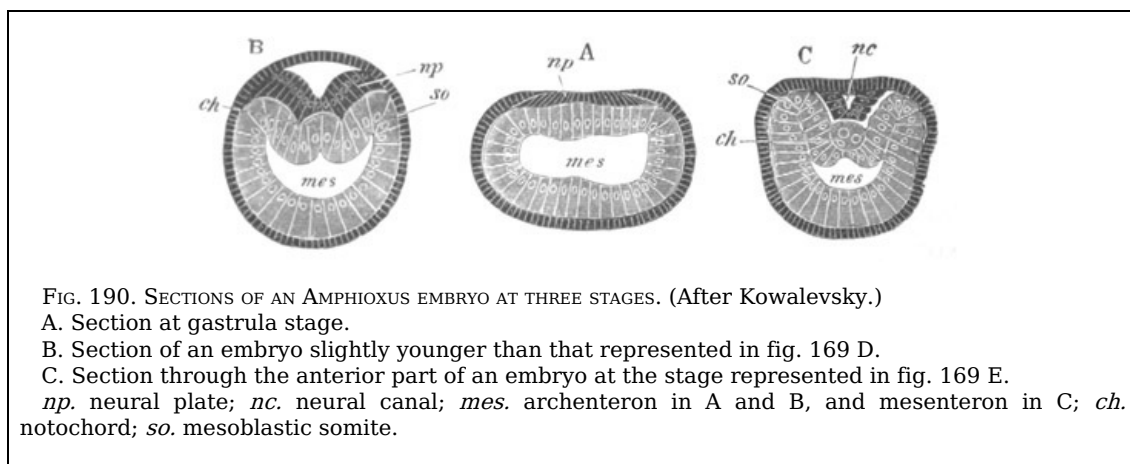 B
A
C
np
nc
np
so
so
ch
ch
mes
mes
mes
FIG. 190. SECTIONS OF AN AMPHIOXUS EMBRYO AT THREE STAGES. (After Kowalevsky.)
A. Section at gastrula stage.
B. Section of an embryo slightly younger than that represented in fig. 169 D.
C. Section through the anterior part of an embryo at the stage represented in fig. 169 E.
np. neural plate; nc. neural canal; mes. archenteron in A and B, and mesenteron in C; ch.
notochord; so. mesoblastic somite.